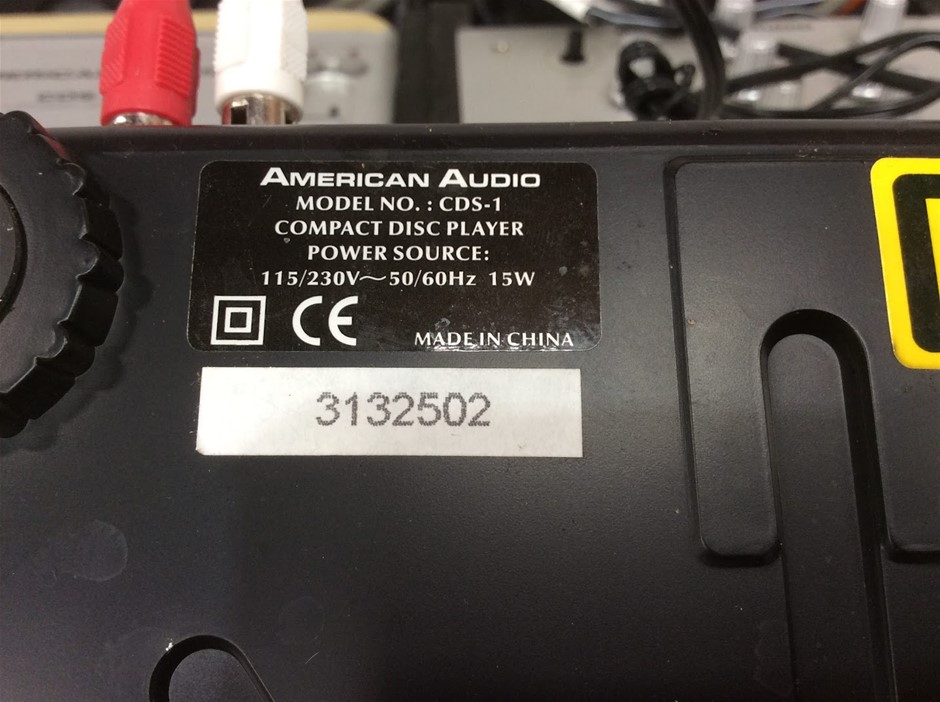 AMERICAN AUDIO
MODEL NO. : CDS-1
COMPACT DISC PLAYER
POWER SOURCE:
115/230V～50/60Hz 15W
CE
MADE IN CHINA
3132502